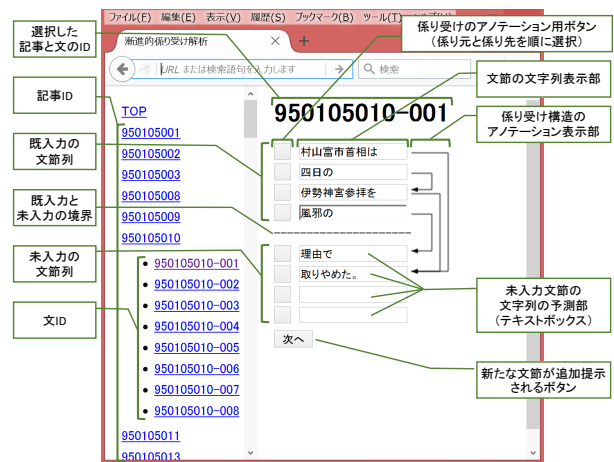 ファイル(F) 編集(E) 表示(V) 履歴(S) ブックマーク(B) ツール(T)
選択した
記事と文のID
係り受けのアノテーション用ボタン
（係り元と係り先を順に選択）
漸進的係り受け解析
URL または検索語句を入力します
検索
文節の文字列表示部
記事ID
係り受け構造の
アノテーション表示部
既入力の
文節列
既入力と
未入力の境界
未入力の
文節列
文ID
TOP
950105001
950105002
950105003
950105008
950105009
950105010
950105010-001
950105010-002
950105010-003
950105010-004
950105010-005
950105010-006
950105010-007
950105010-008
950105011
950105013
950105010-001
村山富市首相は
四日の
伊勢神宮参拝を
風邪の
理由で
取りやめた。
次へ
未入力文節の
文字列の予測部
（テキストボックス）
新たな文節が追加提示
されるボタン